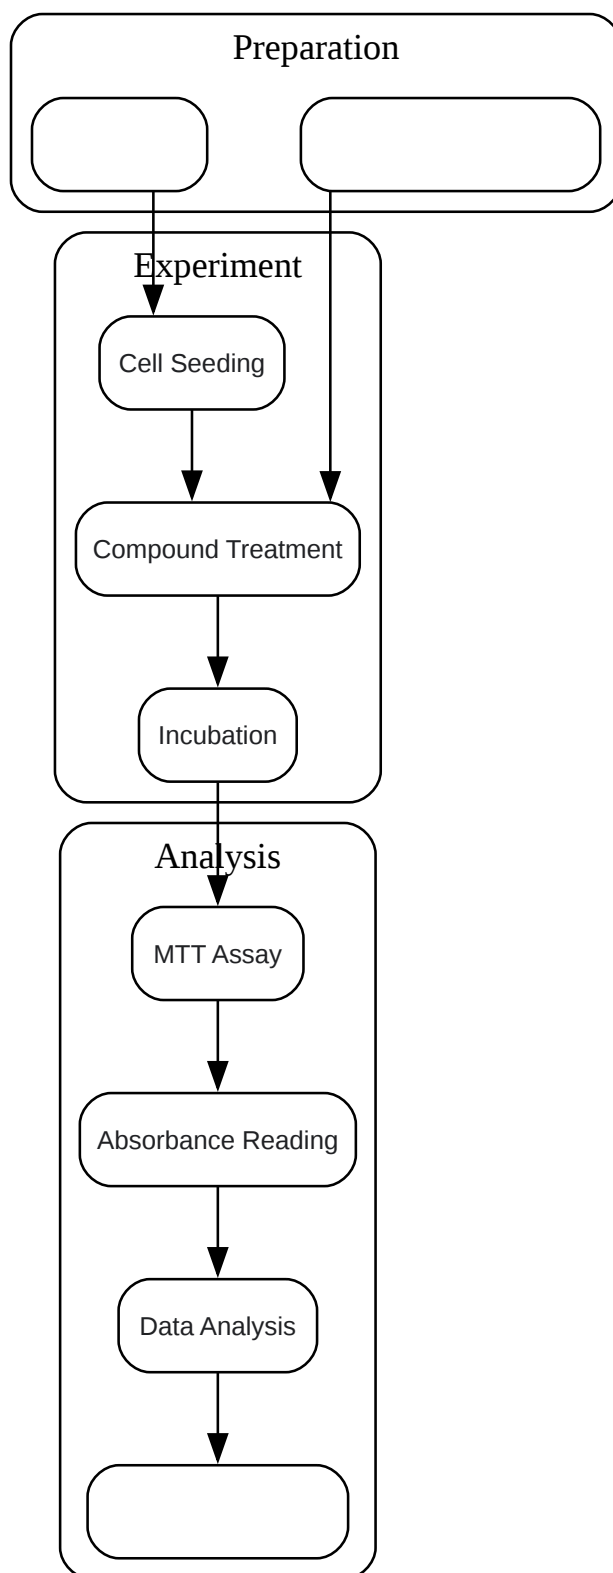 Preparation
Experiment
Cell Seeding
Compound Treatment
Incubation
Analysis
MTT Assay
Absorbance Reading
Data Analysis